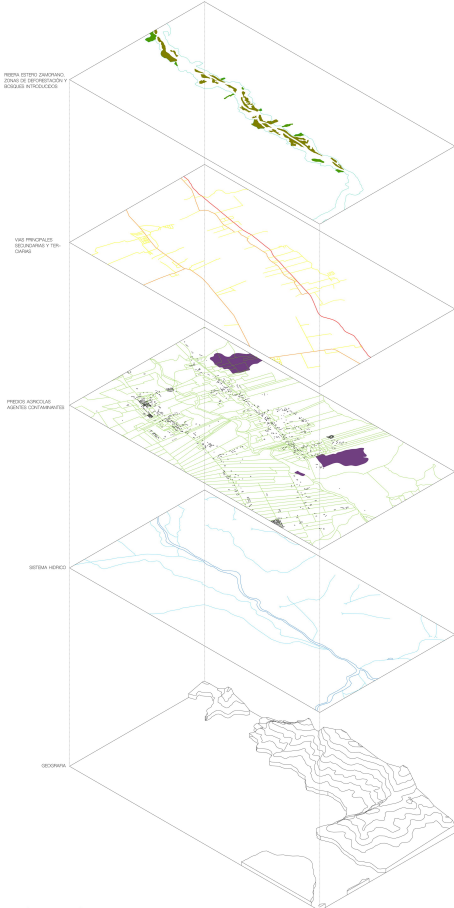 RIBERA ESTERO ZAMORANO,
ZONAS DE DEFORESTACIÓN Y
BOSQUES INTRODUCIDOS
VIAS PRINCIPALES
SECUNDARIAS Y TER-
CIARIAS
PREDIOS AGRICOLAS
AGENTES CONTAMINANTES
SISTEMA HIDRICO
GEOGRAFIA